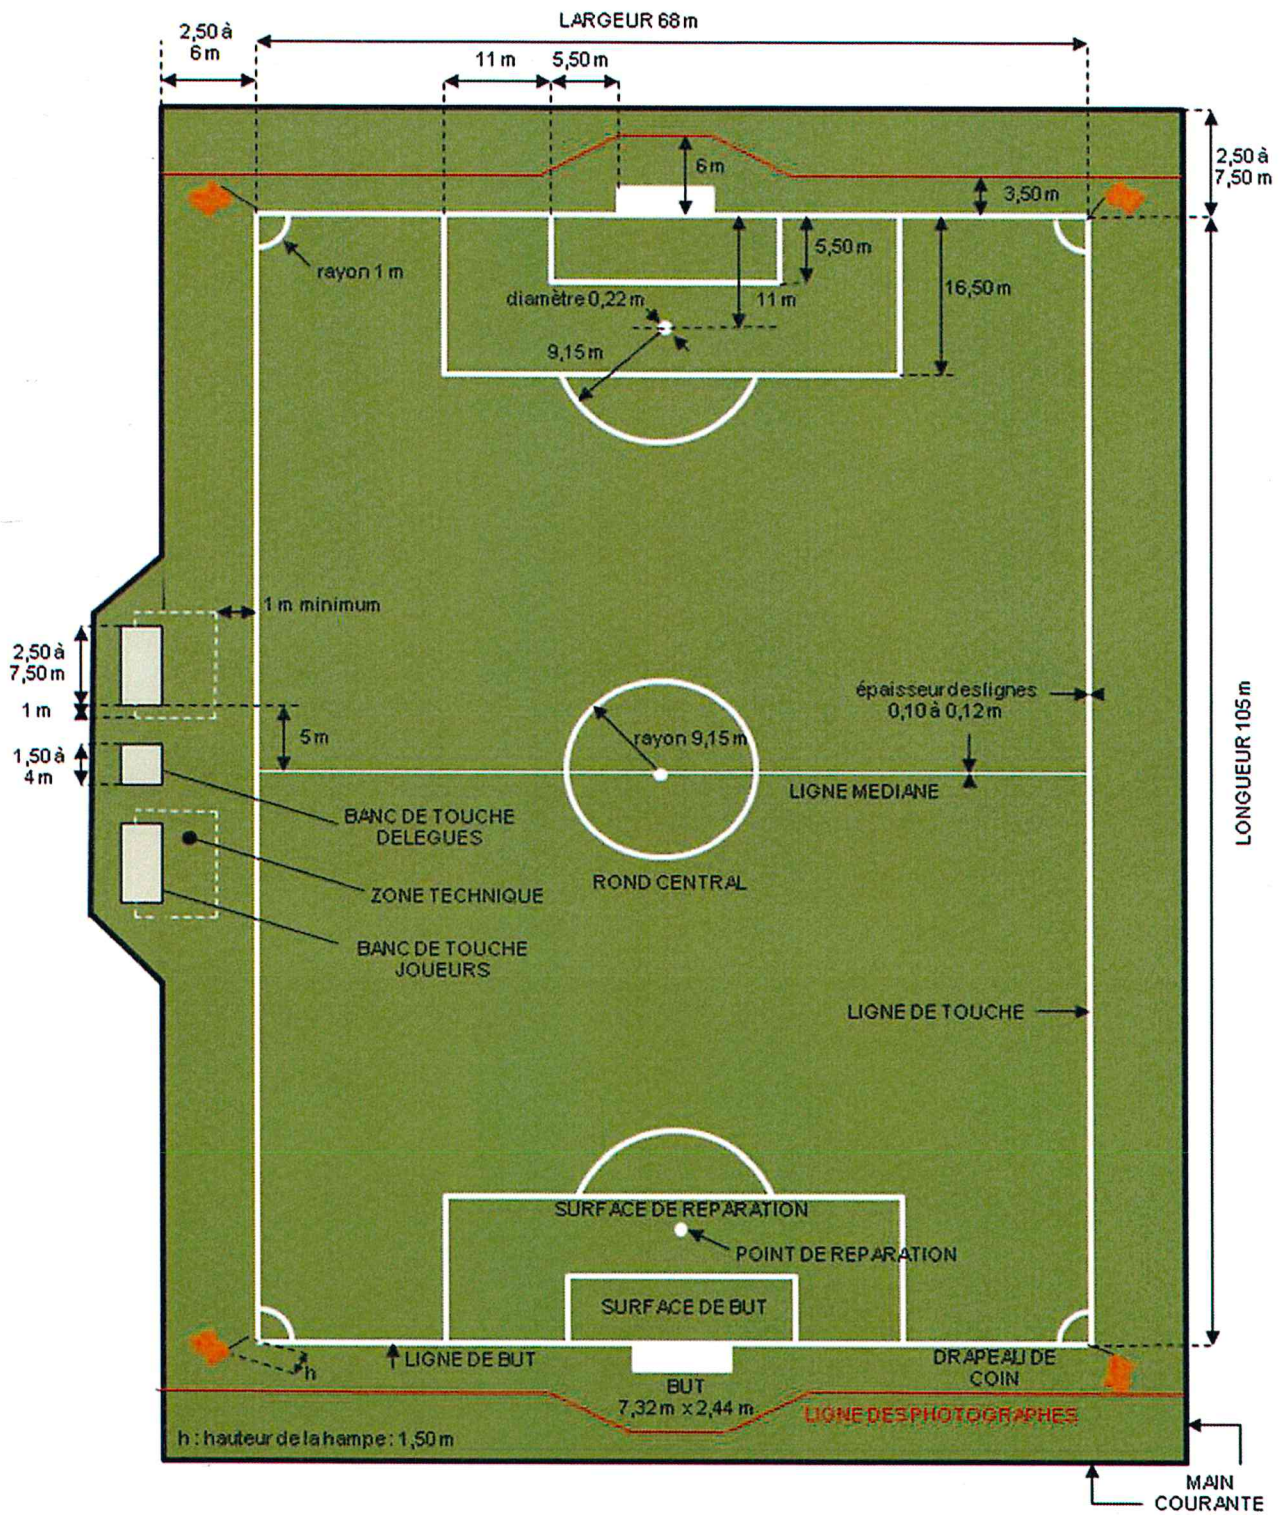 LARGEUR 68 m
2,50 à
6 m
11 m
5,50 m
6 m
2,50 à
7,50 m
3,50 m
rayon 1 m
5,50 m
16,50 m
diamètre 0,22 m
11 m
9,15 m
1 m minimum
2,50 à
7,50 m
1 m
5 m
1,50 à
4 m
épaisseur des lignes
0,10 à 0,12 m
rayon 9,15 m
LIGNE MEDIANE
LONGUEUR 105 m
BANC DE TOUCHE
DELEGUES
ROND CENTRAL
ZONE TECHNIQUE
BANC DE TOUCHE
JOUEURS
LIGNE DE TOUCHE
SURFACE DE REPARATION
POINT DE REPARATION
SURFACE DE BUT
LIGNE DE BUT
h
DRAPEAU DE
COIN
BUT
7,32 m x 2,44 m
LIGNE DES PHOTOGRAPHES
h : hauteur de la hampe : 1,50 m
MAIN
COURANTE